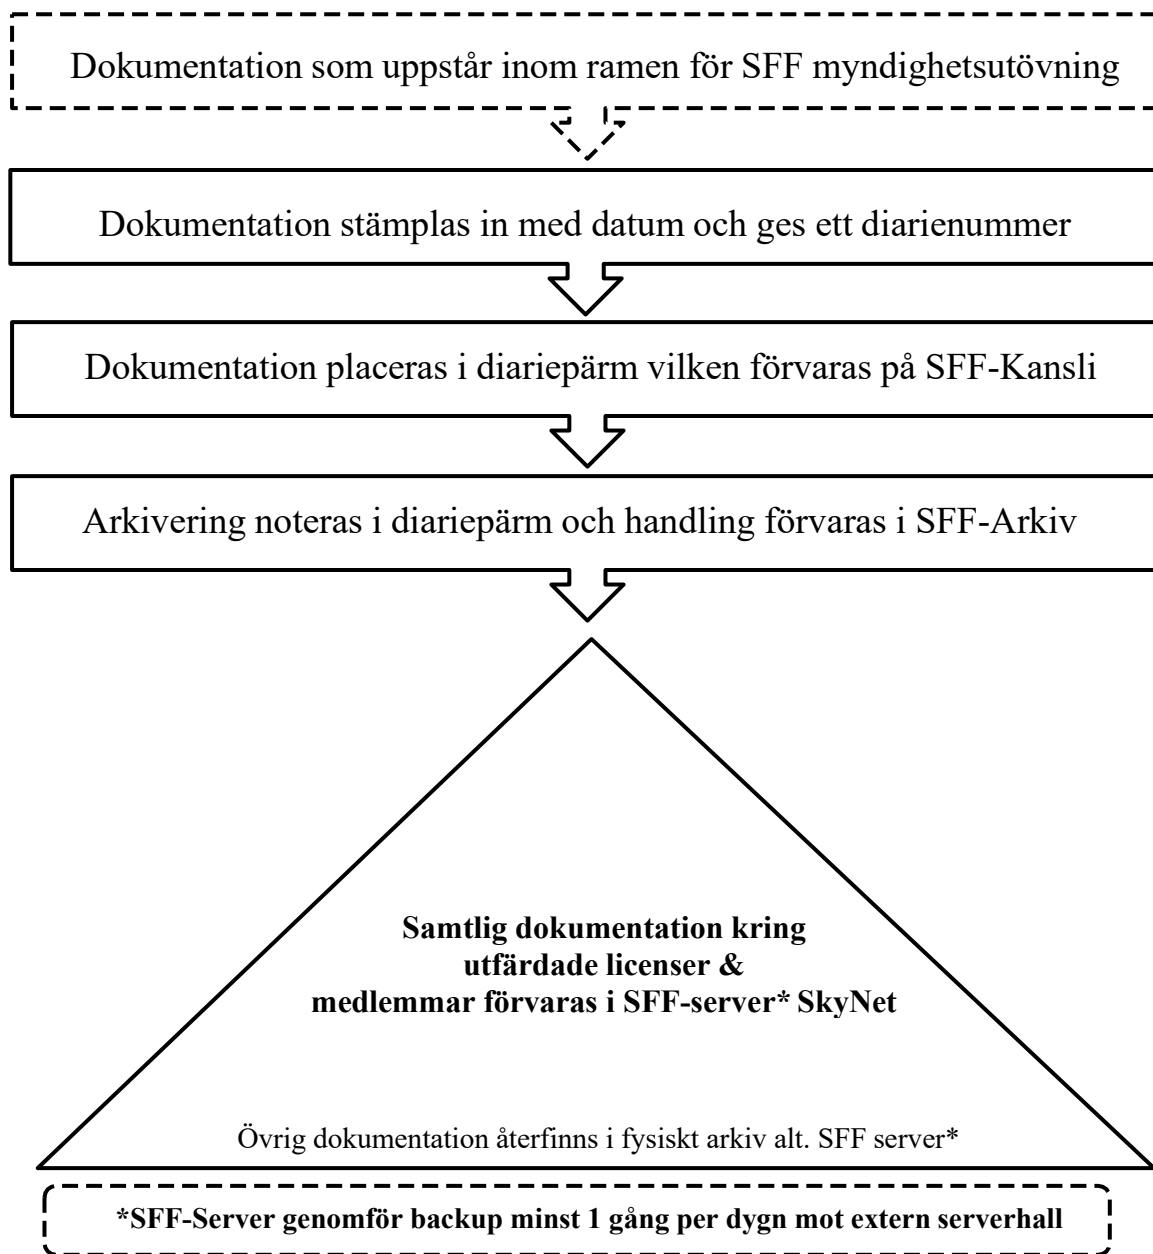 Dokumentation som uppstår inom ramen för SFF myndighetsutövning
Dokumentation stämplas in med datum och ges ett diarienummer
Dokumentation placeras i diariepärm vilken förvaras på SFF-Kansli
Arkivering noteras i diariepärm och handling förvaras i SFF-Arkiv
Samtlig dokumentation kring
utfärdade licenser &
medlemmar förvaras i SFF-server* SkyNet
Övrig dokumentation återfinns i fysiskt arkiv alt. SFF server*
*SFF-Server genomför backup minst 1 gång per dygn mot extern serverhall